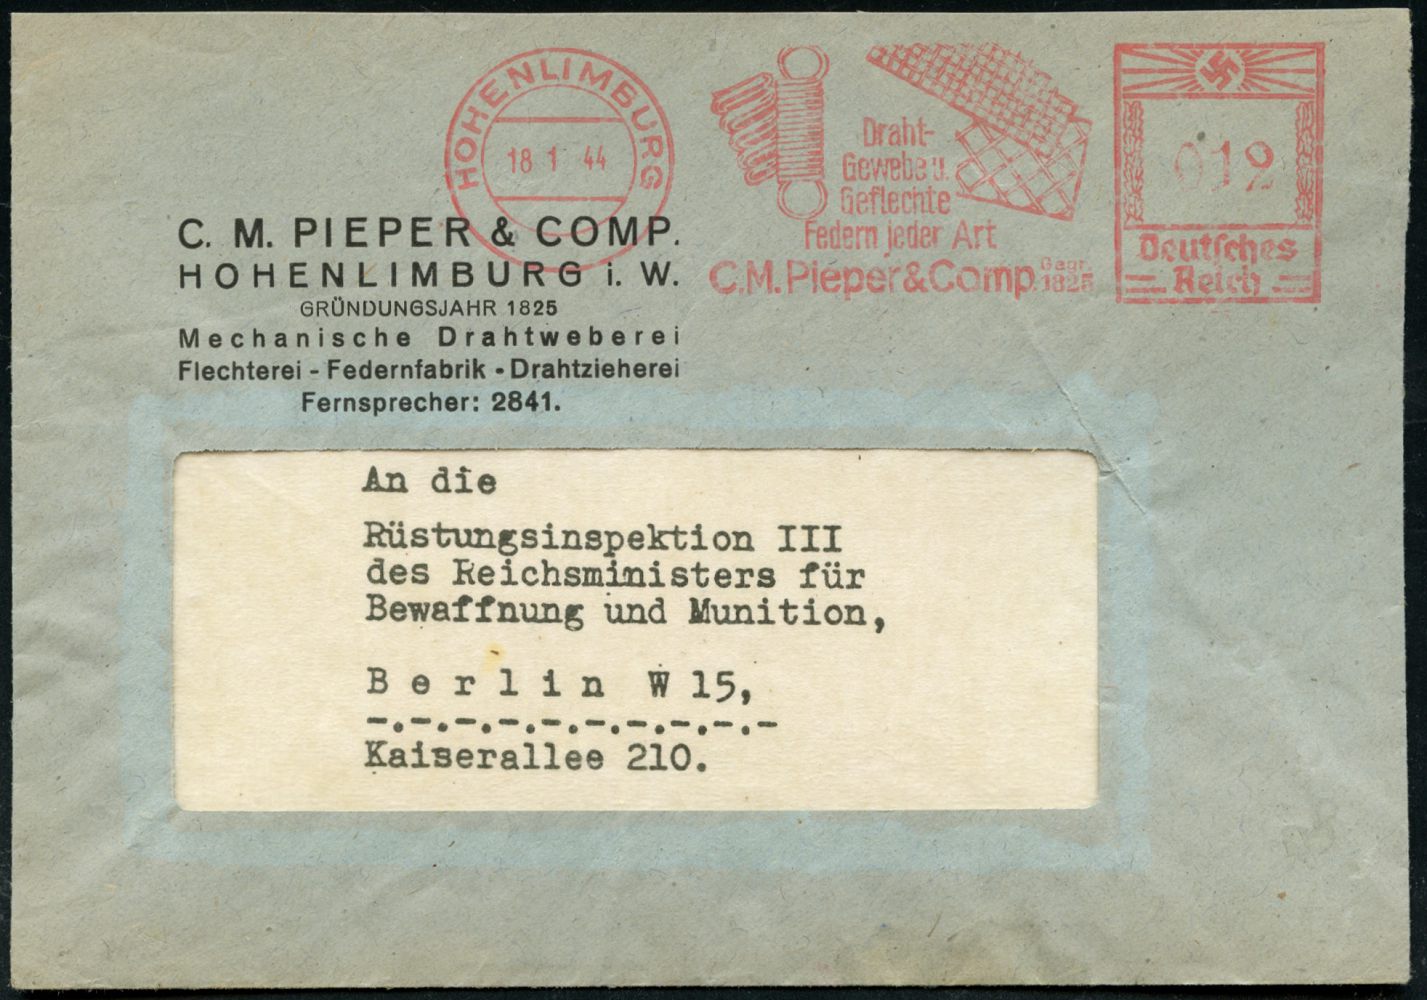 HOHENLIMBURG
18 1 44
Draht-
Gewebe u.
Geflechte
Federn jeder Art
C.M. Pieper & Comp. Gegr. 1825
012
Deutsches
Reich
C. M. PIEPER & COMP.
HOHENLIMBURG i. W.
GRÜNDUNGSJAHR 1825
Mechanische Drahtweberei
Flechterei - Federnfabrik • Drahtzieherei
Fernsprecher: 2841.
An die
Rüstungsinspektion III
des Reichsministers für
Bewaffnung und Munition,
B e r l i n W 15,
-.-.-.-.-.-.-.-.-.-
Kaiserallee 210.